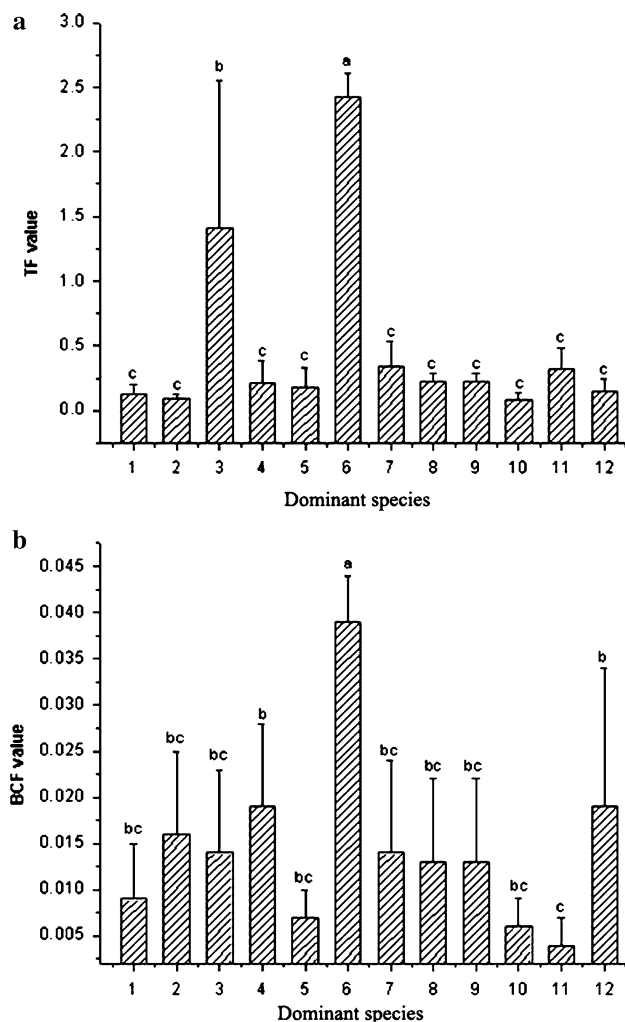 a
3.0
2.5
2.0
1.5
1.0
0.5
0.0
TF value
c
c
b
c
c
a
c
c
c
c
c
c
1 2 3 4 5 6 7 8 9 10 11 12
Dominant species
b
0.045
0.040
0.035
0.030
0.025
0.020
0.015
0.010
0.005
BCF value
bc
bc
bc
b
bc
a
bc
bc
bc
bc
c
b
1 2 3 4 5 6 7 8 9 10 11 12
Dominant species